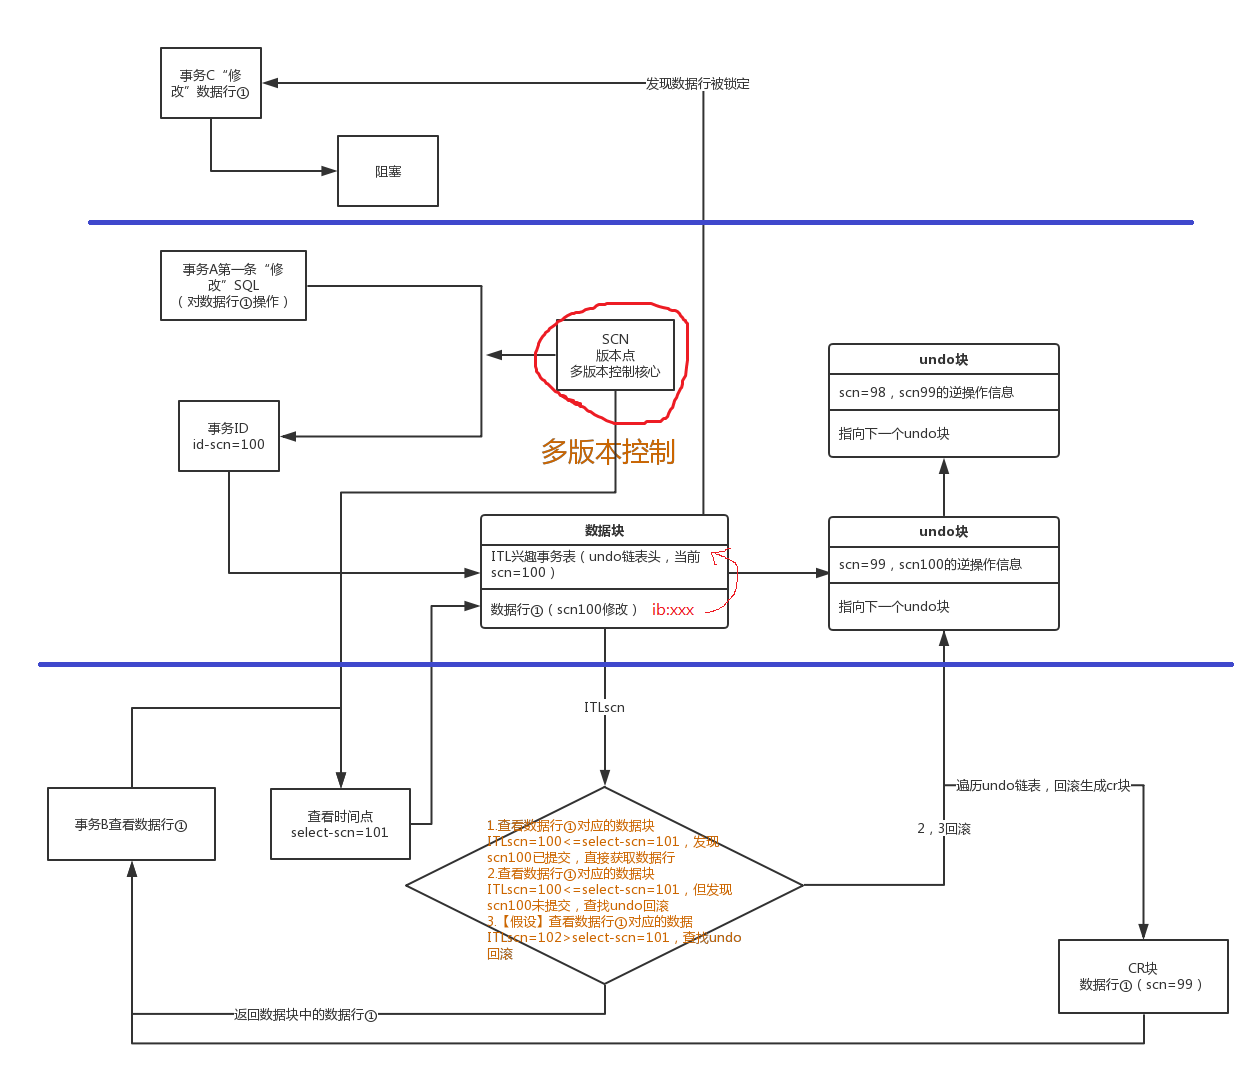 事务C“修
改”数据行①
发现数据行被锁定
阻塞
事务A第一条“修
改”SQL
（对数据行①操作）
SCN
版本点
多版本控制核心
undo块
scn=98，scn99的逆操作信息
指向下一个undo块
事务ID
id-scn=100
多版本控制
数据块
ITL兴趣事务表（undo链表头，当前
scn=100）
数据行①（scn100修改）
ib:xxx
undo块
scn=99，scn100的逆操作信息
指向下一个undo块
ITLscn
事务B查看数据行①
查看时间点
select-scn=101
1.查看数据行①对应的数据块
ITLscn=100<=select-scn=101，发现
scn100已提交，直接获取数据行
2.查看数据行①对应的数据块
ITLscn=100<=select-scn=101，但发现
scn100未提交，查找undo回滚
3.【假设】查看数据行①对应的数据
ITLscn=102>select-scn=101，查找undo
回滚
遍历undo链表，回滚生成cr块
2，3回滚
CR块
数据行①（scn=99）
返回数据块中的数据行①